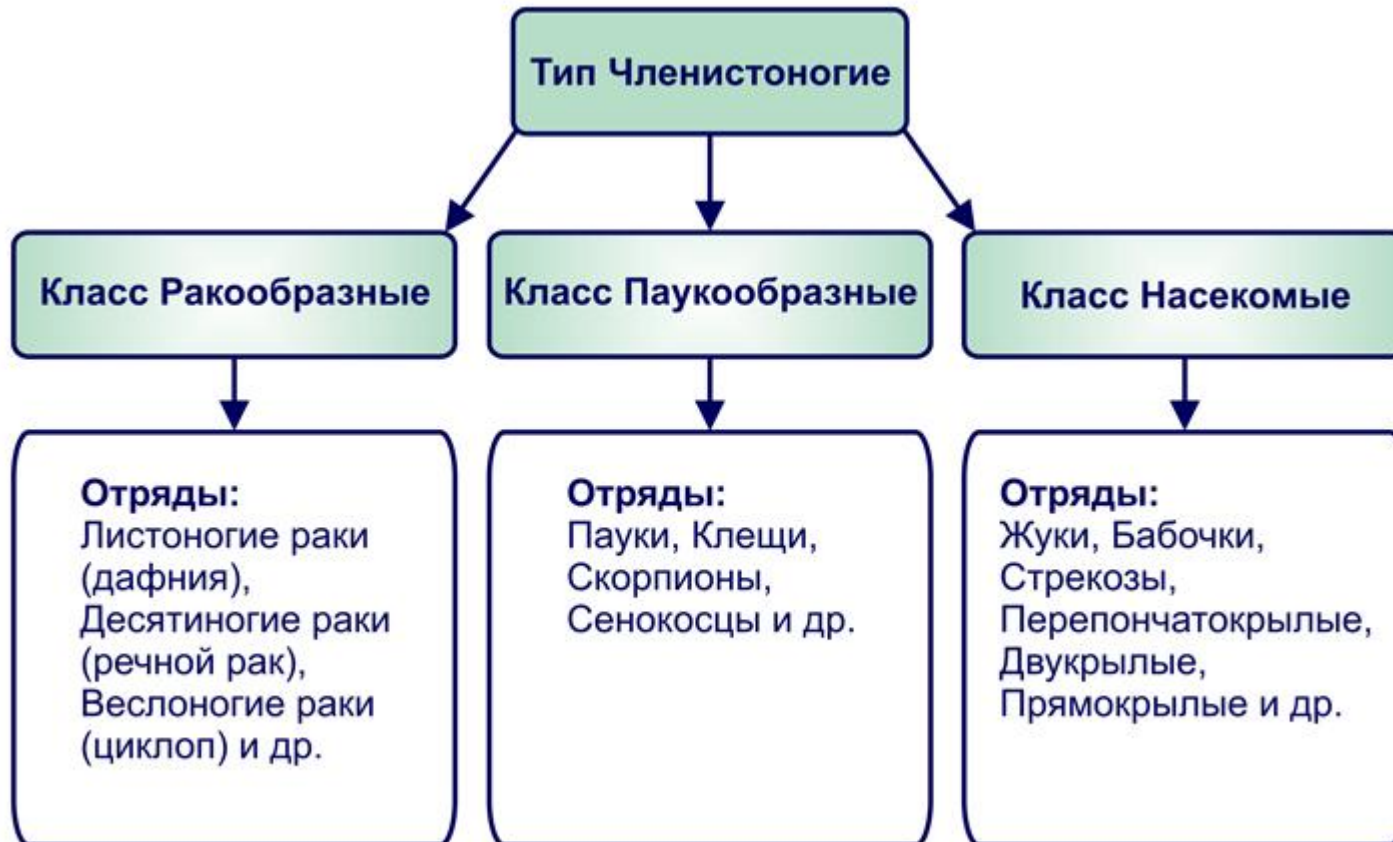 Тип Членистоногие
Класс Ракообразные
Класс Паукообразные
Класс Насекомые
Отряды:
Листоногие раки
(дафния),
Десятиногие раки
(речной рак),
Веслоногие раки
(циклоп) и др.
Отряды:
Пауки, Клещи,
Скорпионы,
Сенокосцы и др.
Отряды:
Жуки, Бабочки,
Стрекозы,
Перепончатокрылые,
Двукрылые,
Прямокрылые и др.